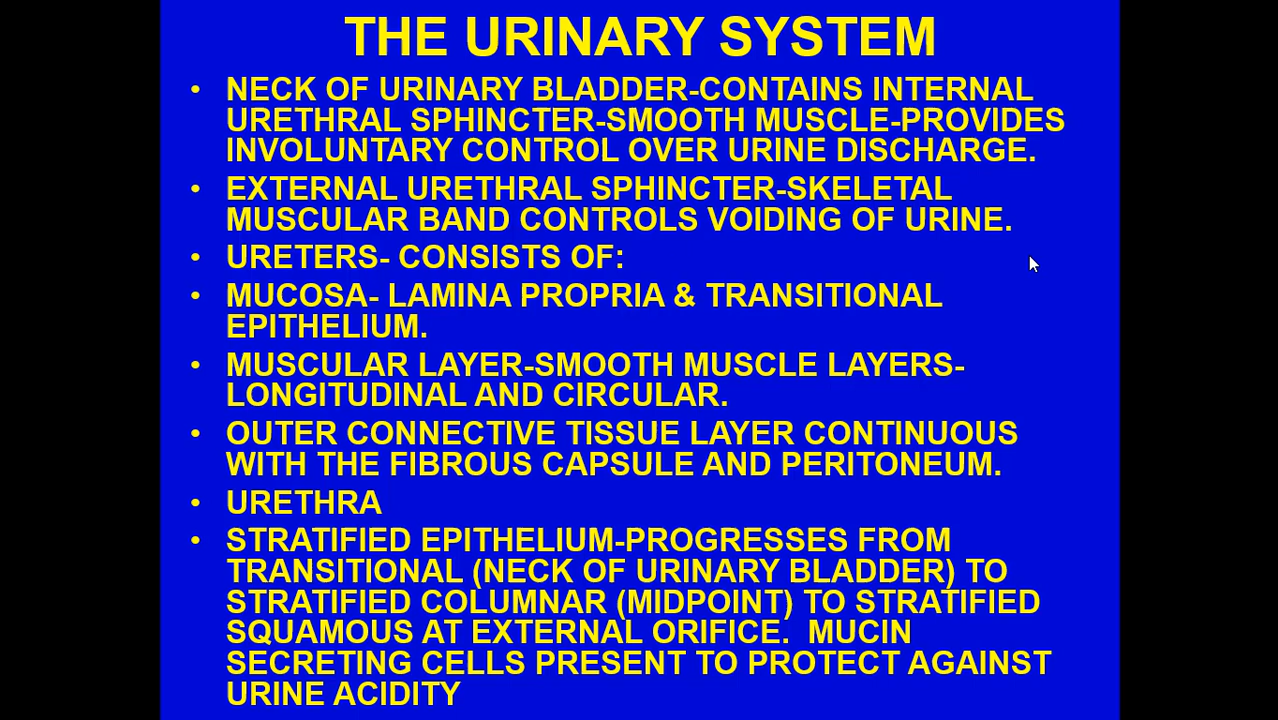 THE URINARY SYSTEM
• NECK OF URINARY BLADDER-CONTAINS INTERNAL
URETHRAL SPHINCTER-SMOOTH MUSCLE-PROVIDES
INVOLUNTARY CONTROL OVER URINE DISCHARGE.
• EXTERNAL URETHRAL SPHINCTER-SKELETAL
MUSCULAR BAND CONTROLS VOIDING OF URINE.
• URETERS- CONSISTS OF:
• MUCOSA- LAMINA PROPRIA & TRANSITIONAL
EPITHELIUM.
• MUSCULAR LAYER-SMOOTH MUSCLE LAYERS-
LONGITUDINAL AND CIRCULAR.
• OUTER CONNECTIVE TISSUE LAYER CONTINUOUS
WITH THE FIBROUS CAPSULE AND PERITONEUM.
• URETHRA
• STRATIFIED EPITHELIUM-PROGRESSES FROM
TRANSITIONAL (NECK OF URINARY BLADDER) TO
STRATIFIED COLUMNAR (MIDPOINT) TO STRATIFIED
SQUAMOUS AT EXTERNAL ORIFICE.  MUCIN
SECRETING CELLS PRESENT TO PROTECT AGAINST
URINE ACIDITY